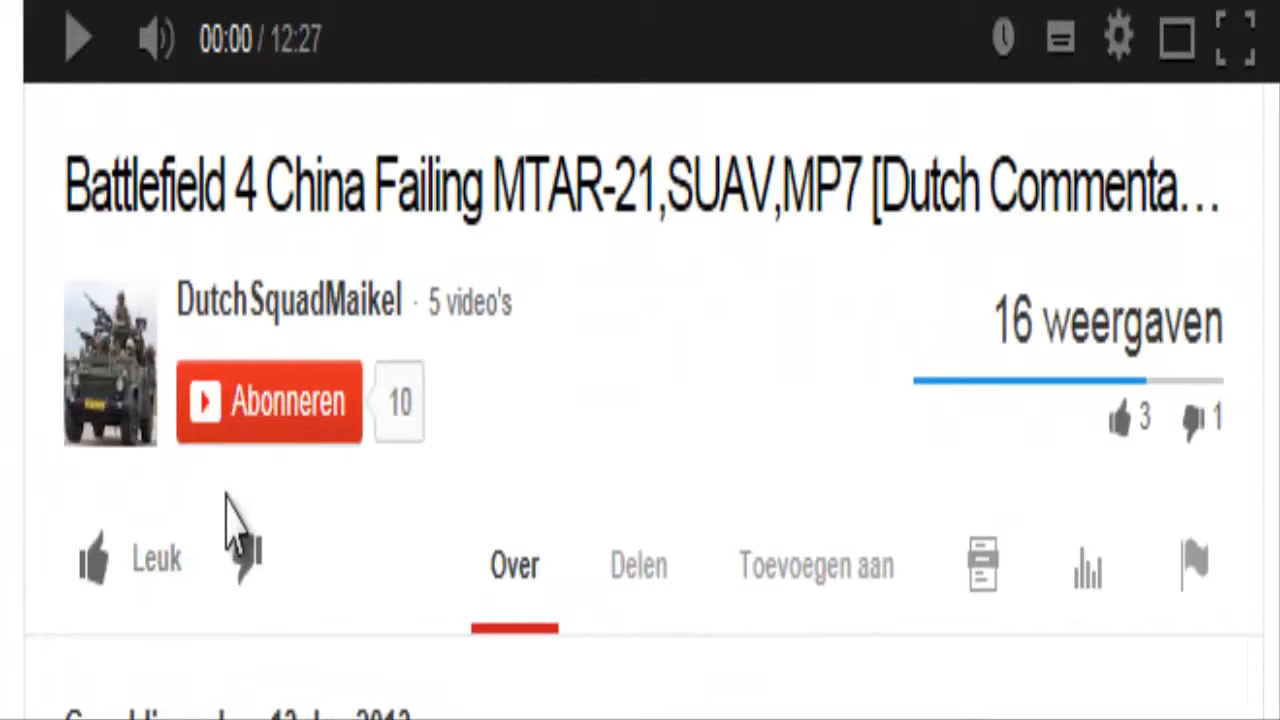 00:00 / 12:27
Battlefield 4 China Failing MTAR-21,SUAV,MP7 [Dutch Commenta...
DutchSquadMaikel · 5 video's
16 weergaven
Abonneren 10
3 1
Leuk Over Delen Toevoegen aan